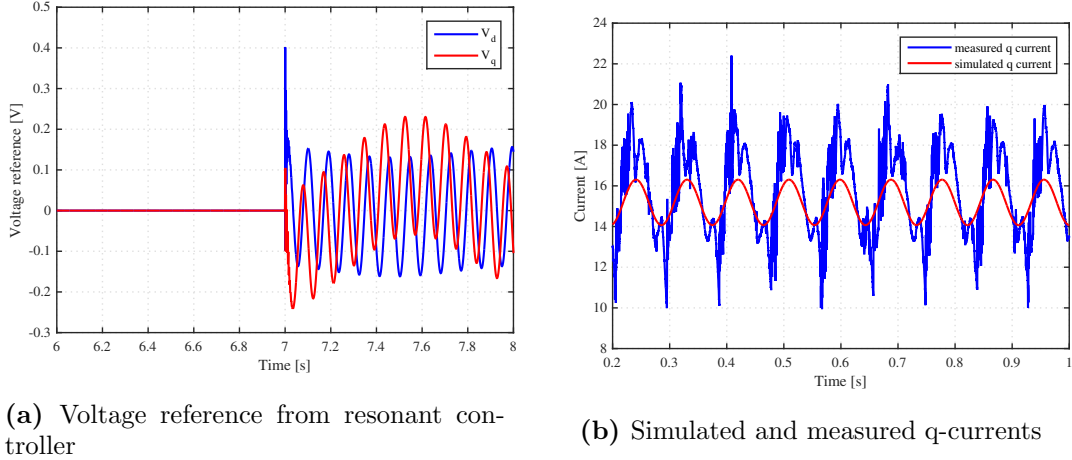 0.5
0.4
0.3
0.2
0.1
0
-0.1
-0.2
-0.3
Voltage reference [V]
6 6.2 6.4 6.6 6.8 7 7.2 7.4 7.6 7.8 8
Time [s]
V_d
V_q
(a) Voltage reference from resonant con-
troller
24
22
20
18
16
14
12
10
8
Current [A]
0.2 0.3 0.4 0.5 0.6 0.7 0.8 0.9 1
Time [s]
measured q current
simulated q current
(b) Simulated and measured q-currents